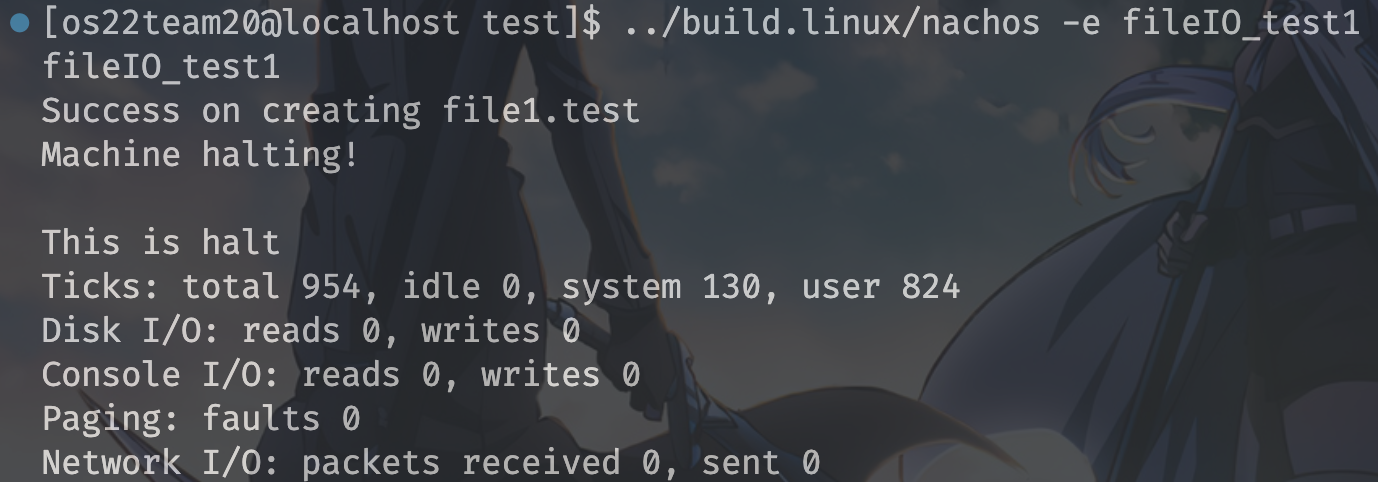 [os22team20@localhost test]$ ../build.linux/nachos -e fileIO_test1
fileIO_test1
Success on creating file1.test
Machine halting!
This is halt
Ticks: total 954, idle 0, system 130, user 824
Disk I/O: reads 0, writes 0
Console I/O: reads 0, writes 0
Paging: faults 0
Network I/O: packets received 0, sent 0